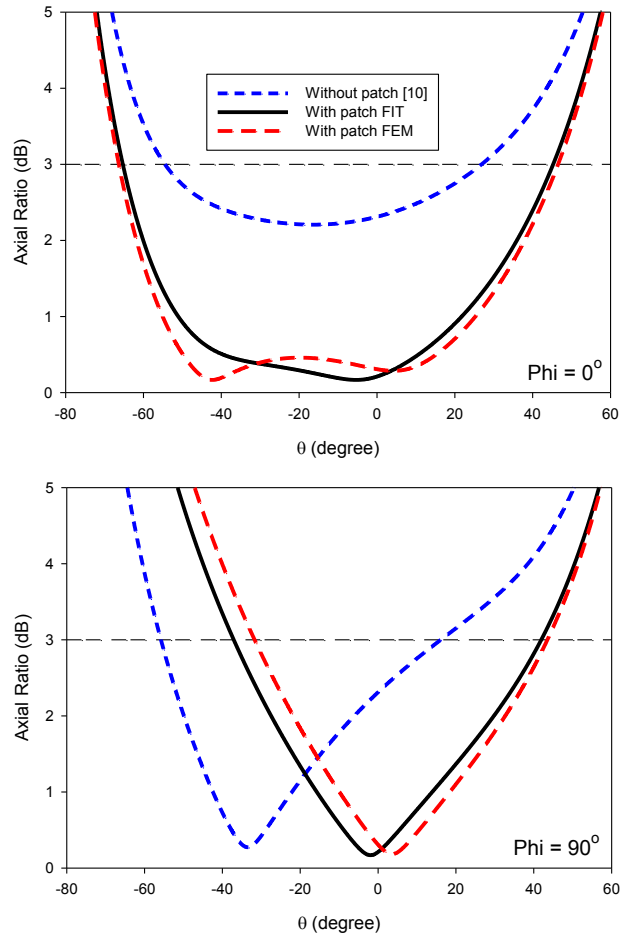 5
4
3
2
1
0
Axial Ratio (dB)
Without patch [10]
With patch FIT
With patch FEM
Phi = 0°
-80 -60 -40 -20 0 20 40 60
θ (degree)
5
4
3
2
1
0
Axial Ratio (dB)
Phi = 90°
-80 -60 -40 -20 0 20 40 60
θ (degree)